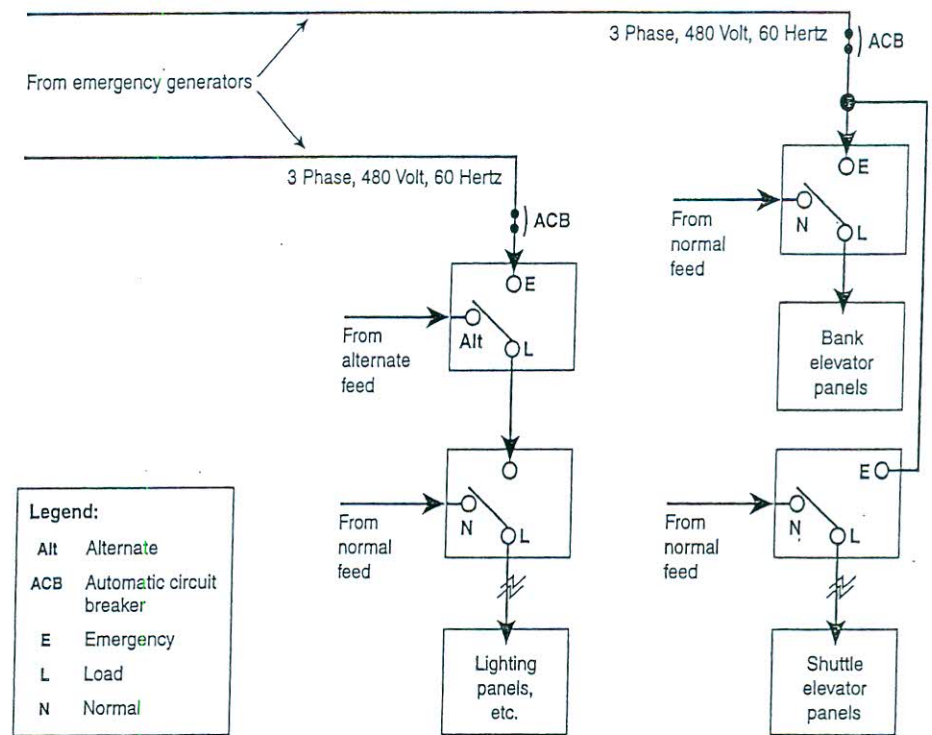 3 Phase, 480 Volt, 60 Hertz
ACB
From emergency generators
3 Phase, 480 Volt, 60 Hertz
ACB
E
From
normal
feed
N
L
E
From
alternate
feed
Alt
L
Bank
elevator
panels
From
normal
feed
N
L
E
From
normal
feed
N
L
Lighting
panels,
etc.
Shuttle
elevator
panels
Legend:
Alt Alternate
ACB Automatic circuit
breaker
E Emergency
L Load
N Normal